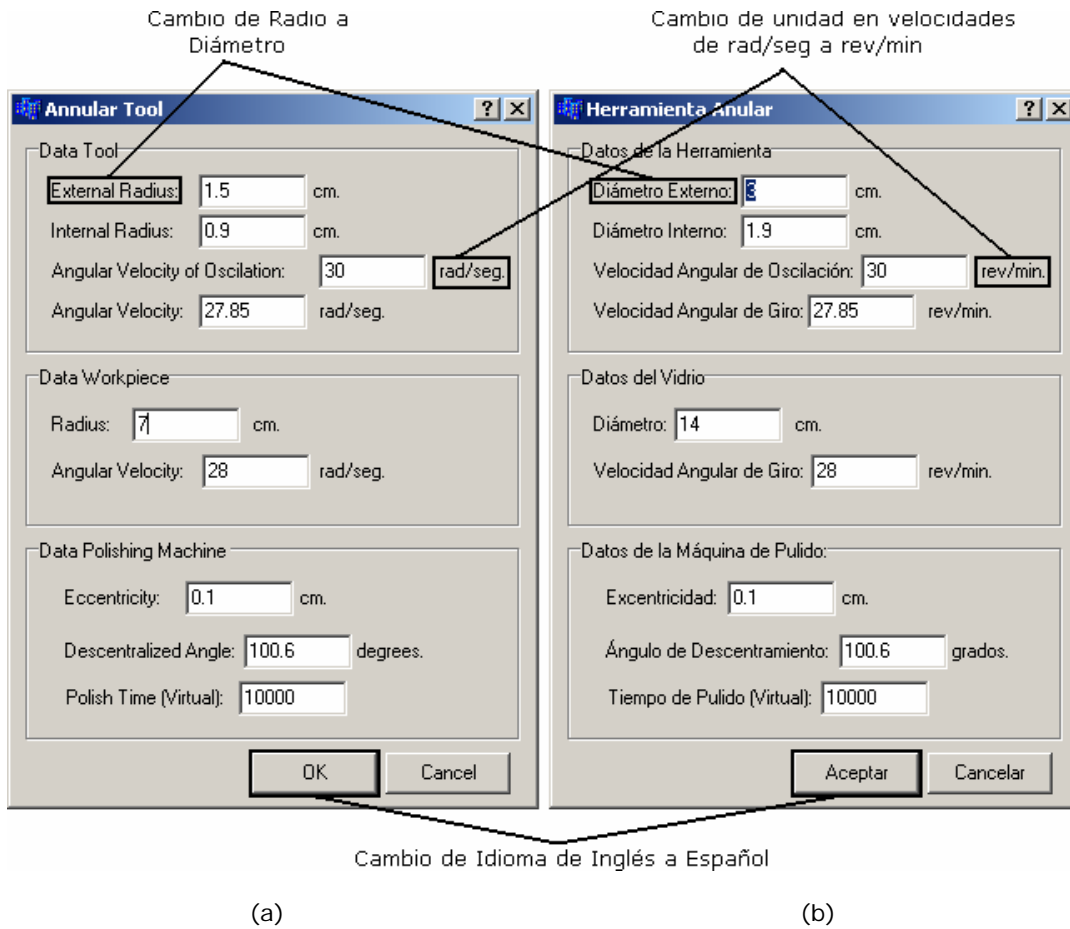 Cambio de Radio a
Diámetro
Cambio de unidad en velocidades
de rad/seg a rev/min
Annular Tool
Data Tool
External Radius: 1.5 cm.
Internal Radius: 0.9 cm.
Angular Velocity of Oscilation: 30 rad/seg.
Angular Velocity: 27.85 rad/seg.
Data Workpiece
Radius: 7 cm.
Angular Velocity: 28 rad/seg.
Data Polishing Machine
Eccentricity: 0.1 cm.
Descentralized Angle: 100.6 degrees.
Polish Time (Virtual): 10000
OK Cancel
Herramienta Anular
Datos de la Herramienta
Diámetro Externo: 3 cm.
Diámetro Interno: 1.9 cm.
Velocidad Angular de Oscilación: 30 rev/min.
Velocidad Angular de Giro: 27.85 rev/min.
Datos del Vidrio
Diámetro: 14 cm.
Velocidad Angular de Giro: 28 rev/min.
Datos de la Máquina de Pulido:
Excentricidad: 0.1 cm.
Ángulo de Descentramiento: 100.6 grados.
Tiempo de Pulido (Virtual): 10000
Aceptar Cancelar
Cambio de Idioma de Inglés a Español
(a) (b)